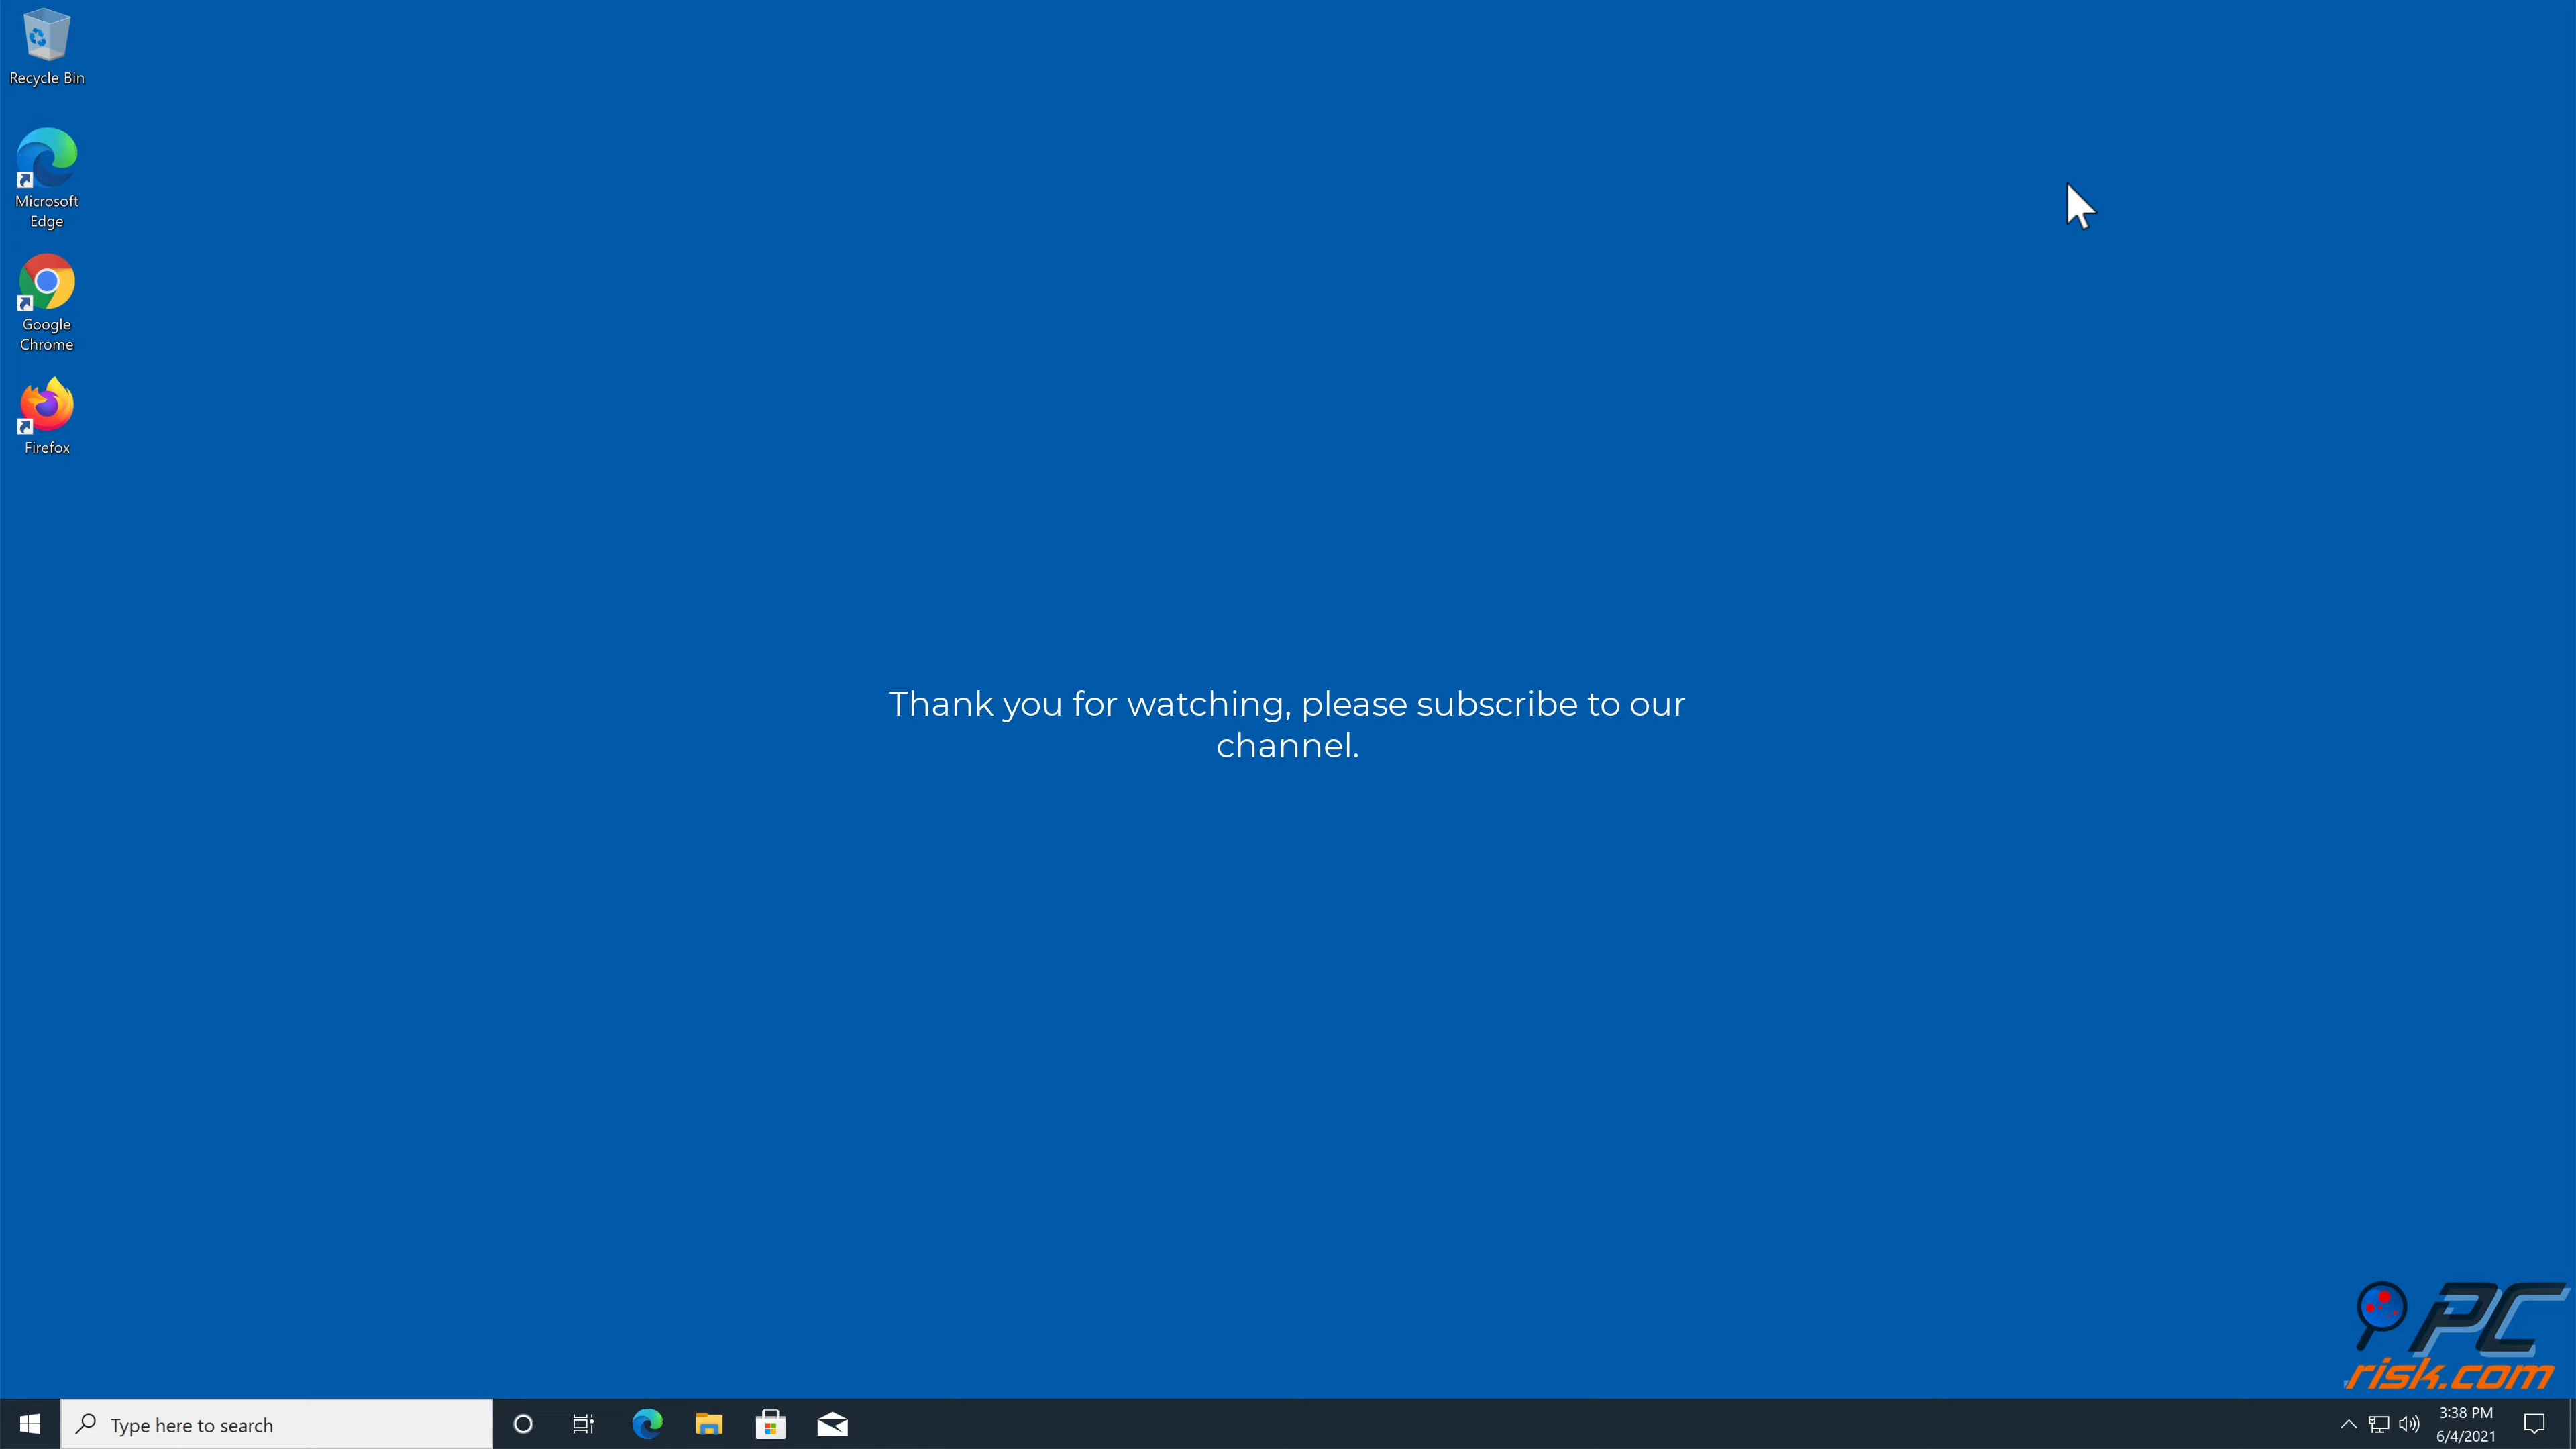 Recycle Bin
Microsoft
Edge
Google
Chrome
Firefox
Thank you for watching, please subscribe to our
channel.
PC
risk.com
Type here to search
3:38 PM
6/4/2021